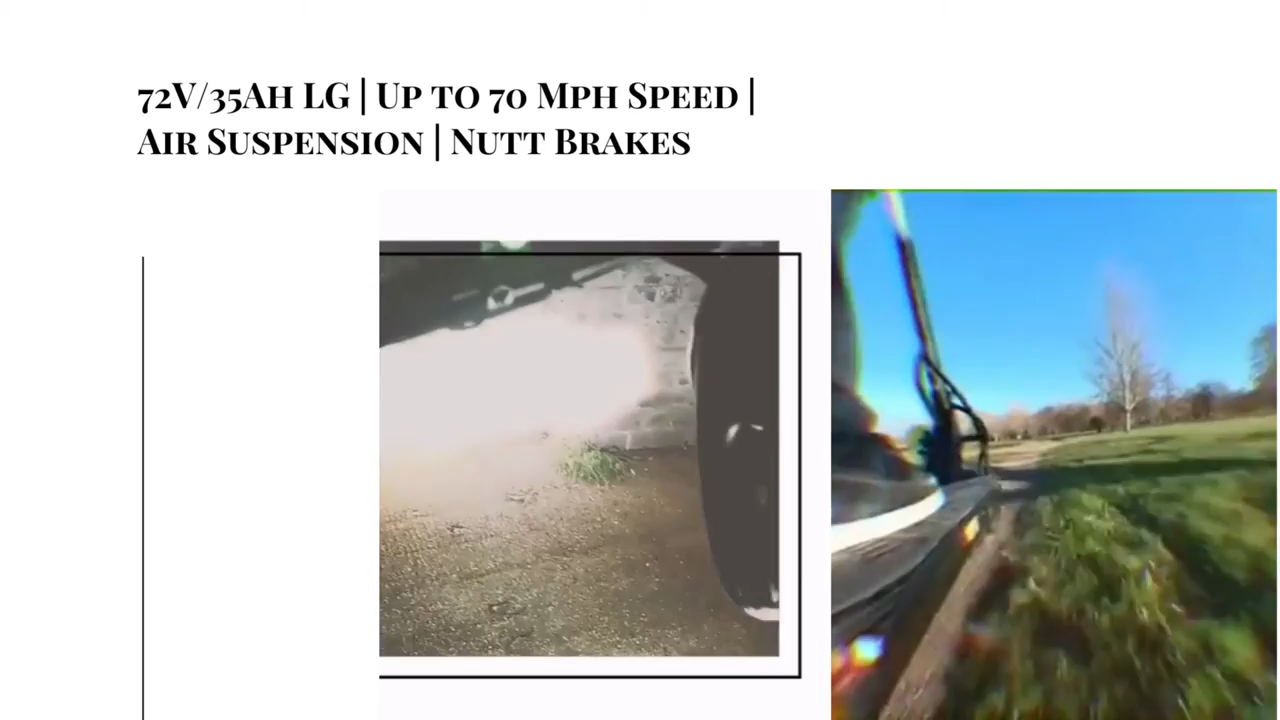 72V/35Ah LG | Up to 70 Mph Speed |
Air Suspension | Nutt Brakes